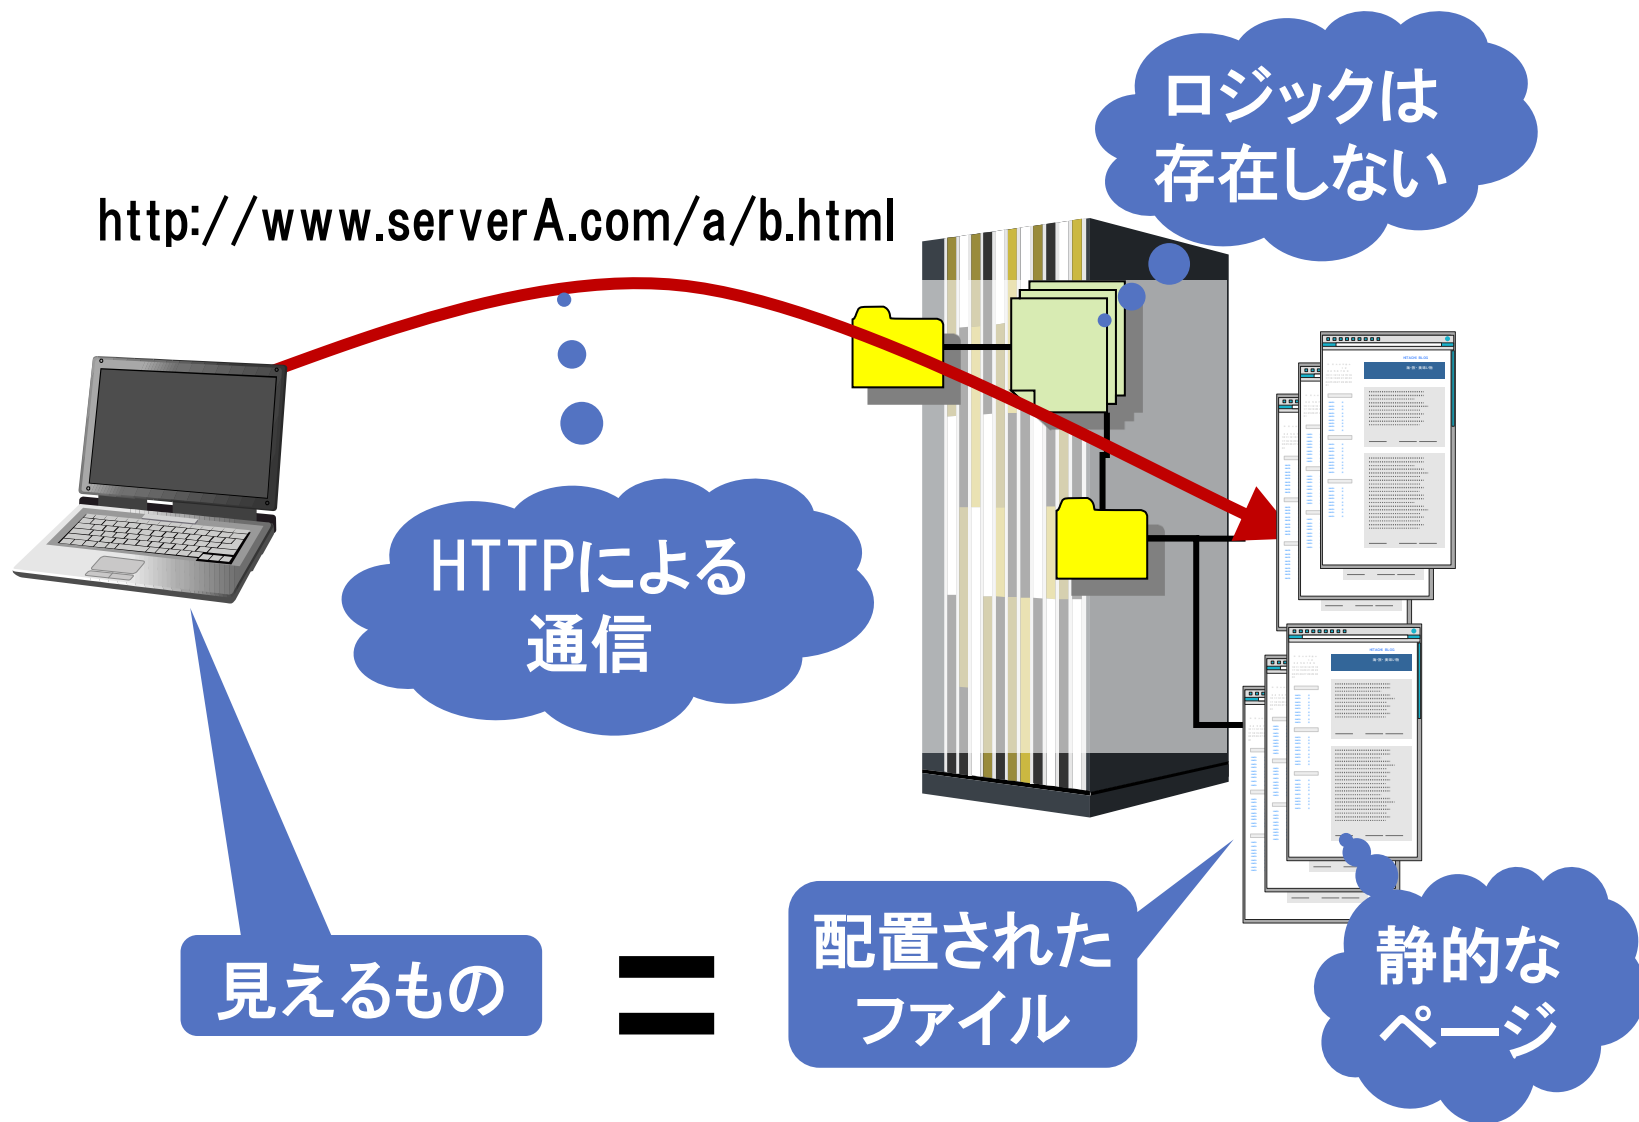 ロジックは
存在しない
http://www.serverA.com/a/b.html
HTTPによる
通信
見えるもの
=
配置された
ファイル
静的な
ページ